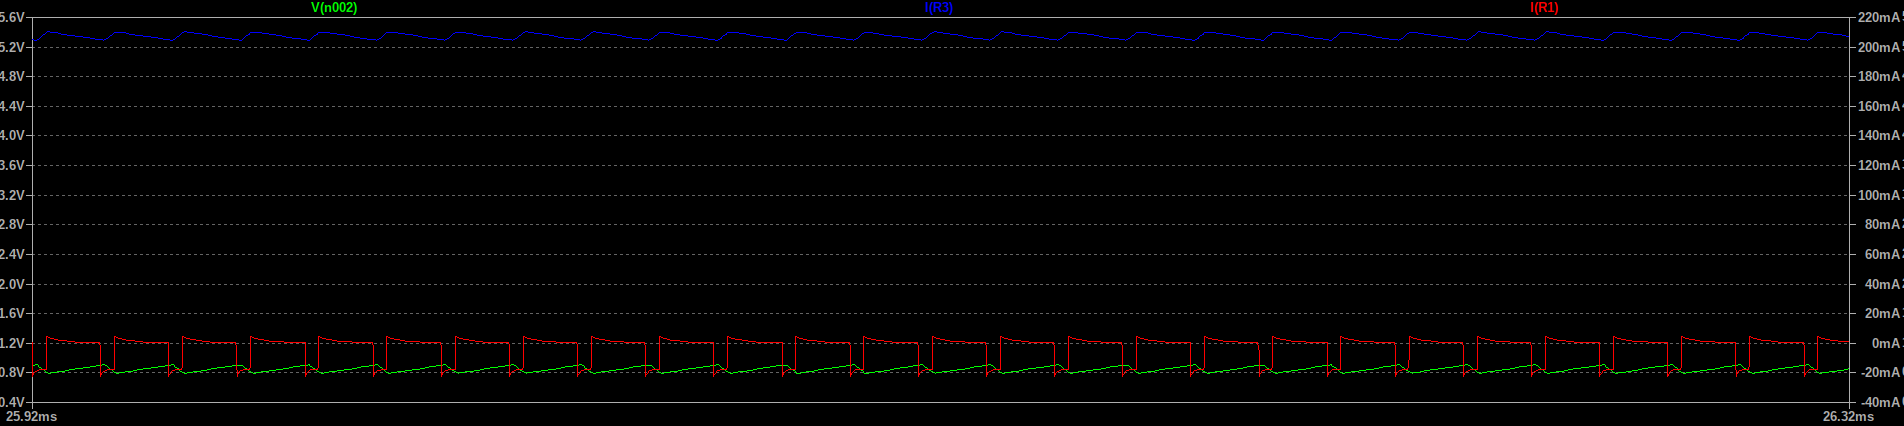 V(n002) I(R3) I(R1)
5.6V 220mA
5.2V 200mA
4.8V 180mA
4.4V 160mA
4.0V 140mA
3.6V 120mA
3.2V 100mA
2.8V 80mA
2.4V 60mA
2.0V 40mA
1.6V 20mA
1.2V 0mA
0.8V -20mA
0.4V -40mA
25.92ms 26.32ms